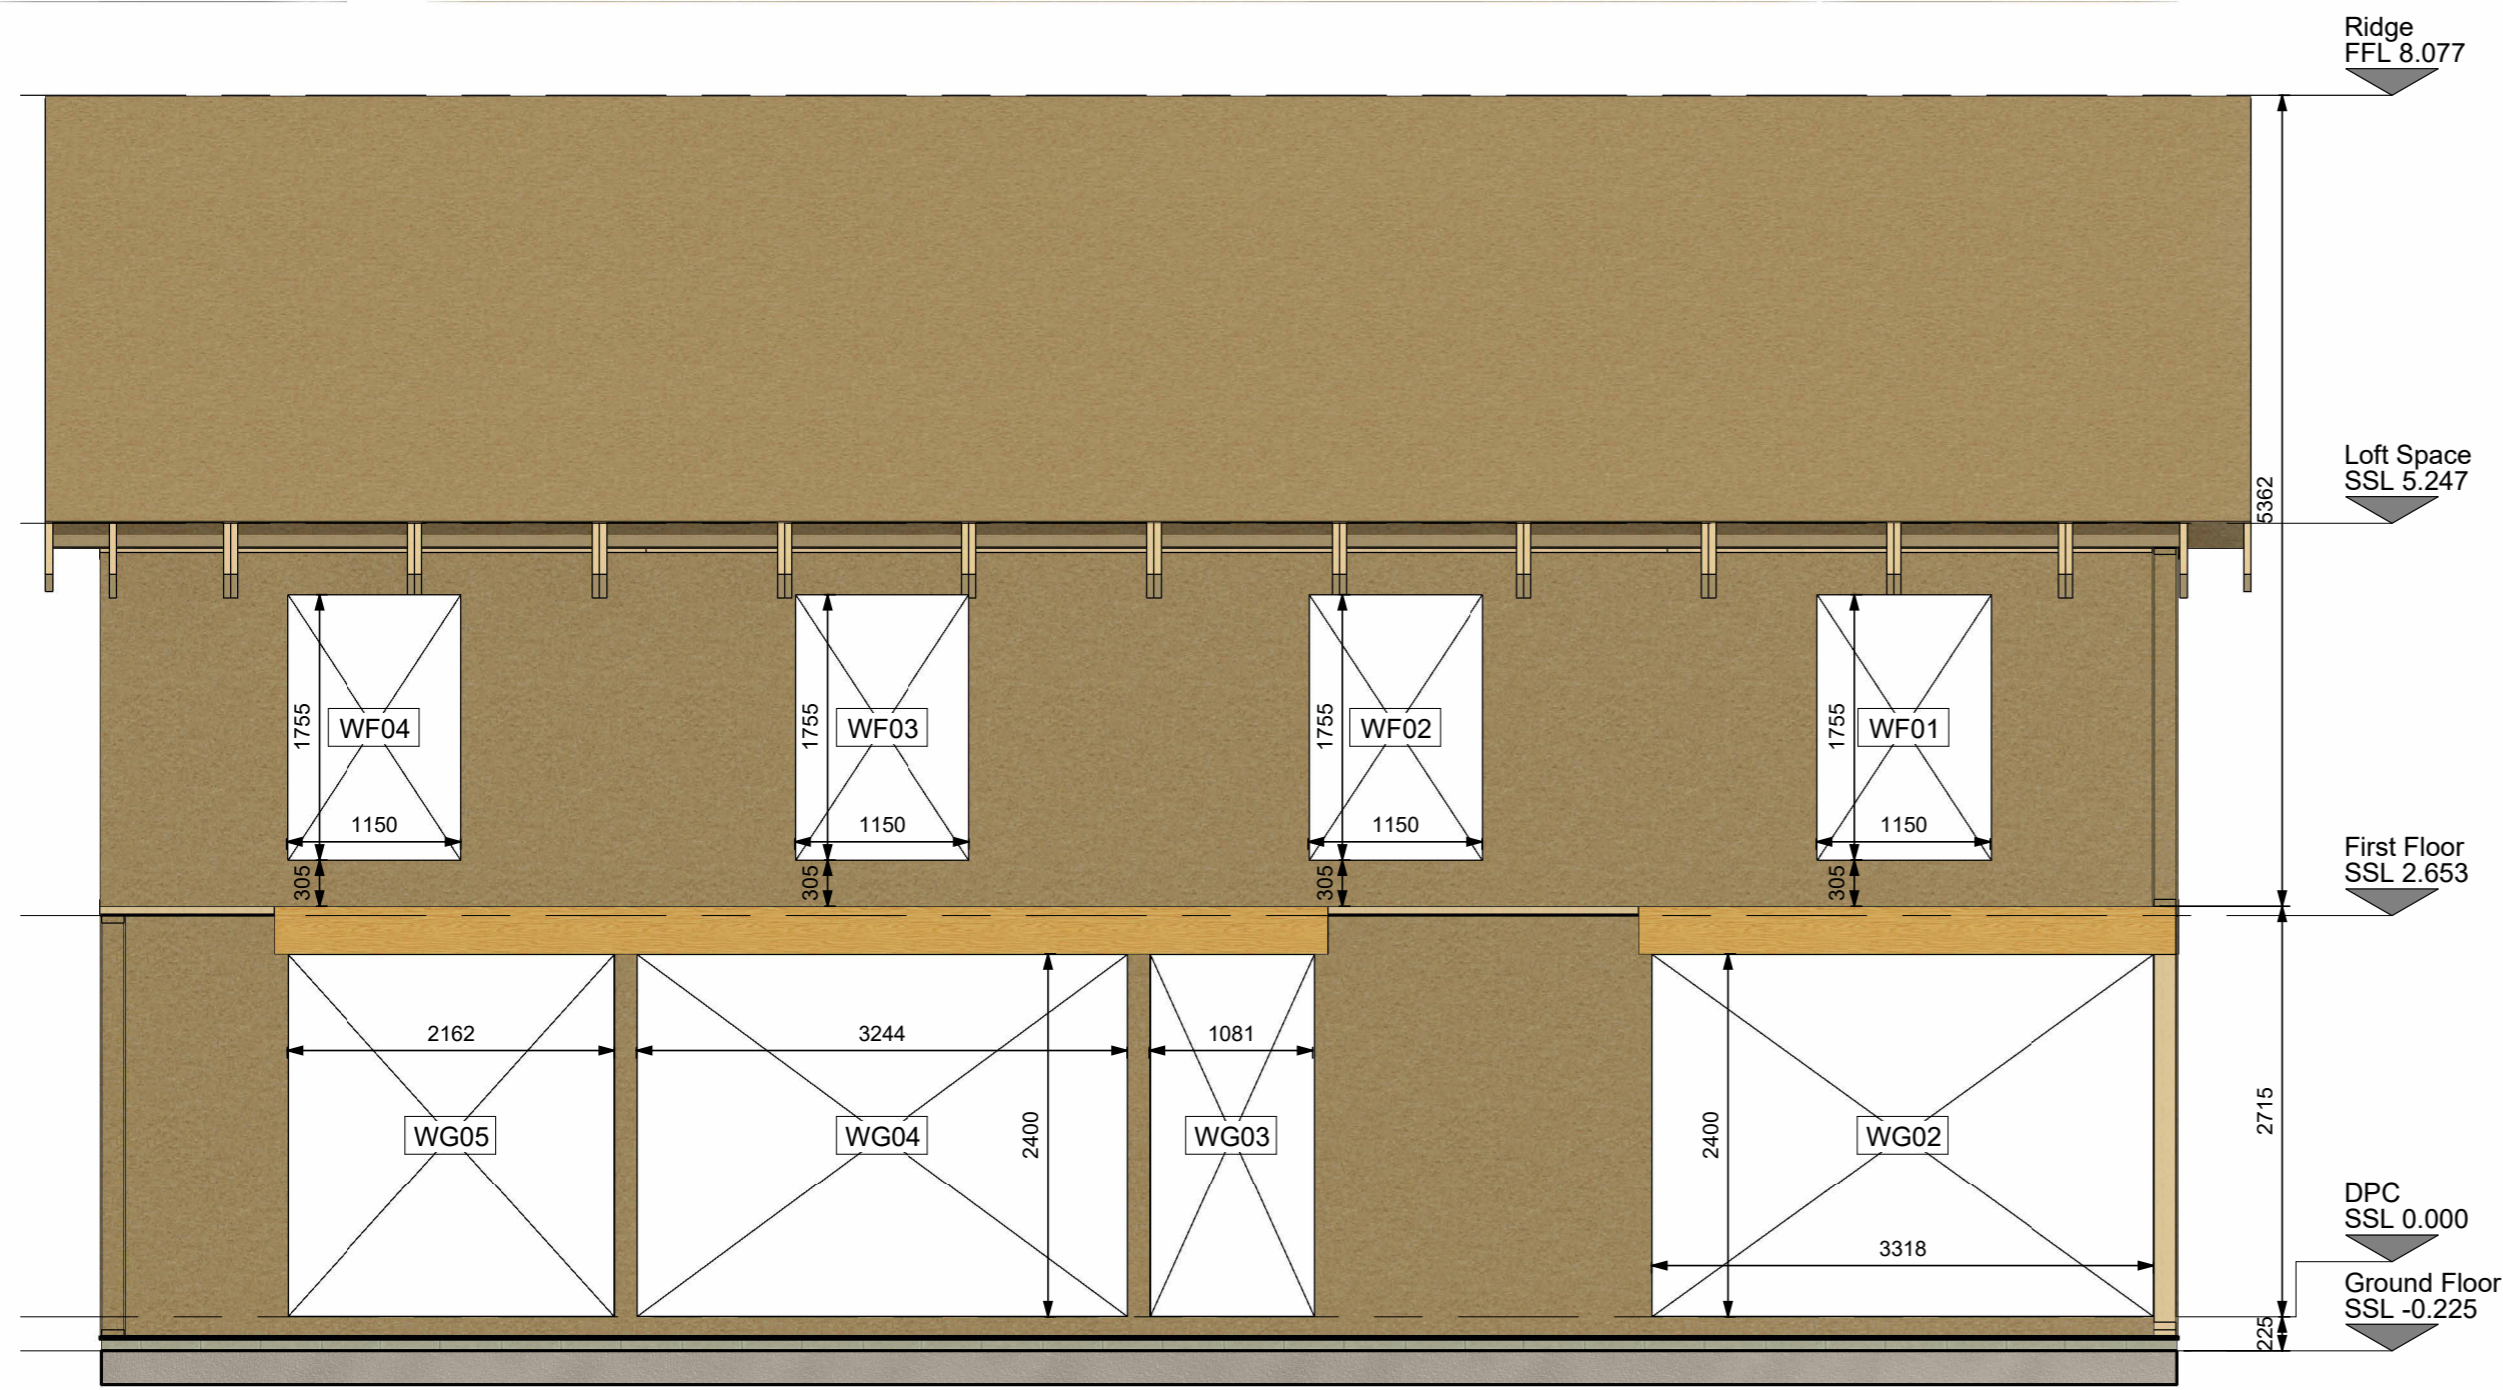 Ridge
FFL 8.077
Loft Space
SSL 5.247
5362
1755
WF04
1150
305
1755
WF03
1150
305
1755
WF02
1150
305
1755
WF01
1150
305
First Floor
SSL 2.653
2162
WG05
3244
WG04
2400
1081
WG03
2400
WG02
3318
2715
DPC
SSL 0.000
Ground Floor
SSL -0.225
225